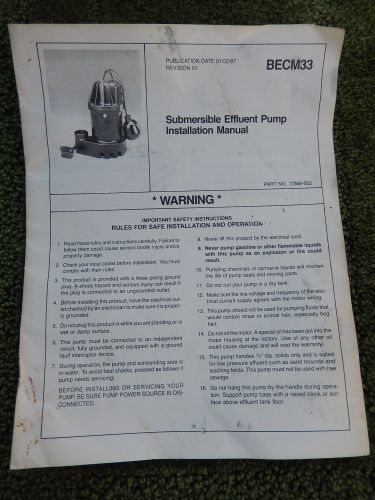 PUBLICATION DATE 01/02/87
REVISION 01
BECM33
Submersible Effluent Pump
Installation Manual
PART NO. 17369-002
* WARNING *
IMPORTANT SAFETY INSTRUCTIONS
RULES FOR SAFE INSTALLATION AND OPERATION
1. Read these rules and instructions carefully. Failure to
follow them could cause serious bodily injury and/or
property damage.
2. Check your local codes before installation. You must
comply with their rules.
3. This product is provided with a three prong ground
plug. A shock hazard and serious injury can result if
the plug is connected to an ungrounded outlet.
4. Before installing this product, have the electrical out-
let checked by an electrician to make sure it is proper-
ly grounded.
5. Do not plug this product in while you are standing on a
wet or damp surface.
6. This pump must be connected to an independent
circuit, fully grounded, and equipped with a ground
fault interruptor device.
7. During operation, the pump and surrounding area is
in water. To avoid fatal shocks, proceed as follows if
pump needs servicing:
BEFORE INSTALLING OR SERVICING YOUR
PUMP, BE SURE PUMP POWER SOURCE IS DIS
CONNECTED.
8. Never lift this product by the electrical cord.
9. Never pump gasoline or other flammable liquids
with this pump as an explosion or fire could
result.
10. Pumping chemicals or corrosive liquids will shorten
the life of pump seals and moving parts.
11. Do not run your pump in a dry tank.
12. Make sure the line voltage and frequency of the elec-
trical current supply agrees with the motor wiring.
13. This pump should not be used for pumping fluids that
would contain straw or animal hair, especially hog
hair.
14. Do not oil the motor. A special oil has been put into the
motor housing at the factory. Use of any other oil
could cause damage and will void the warranty.
15. This pump handles ¾" dia. solids only and is suited
for low pressure effluent such as sand mounds and
leaching fields. This pump must not be used with raw
sewage.
16. Do not hang this pump by the handle during opera-
tion. Support pump base with a raised block or sur-
face above effluent tank floor.